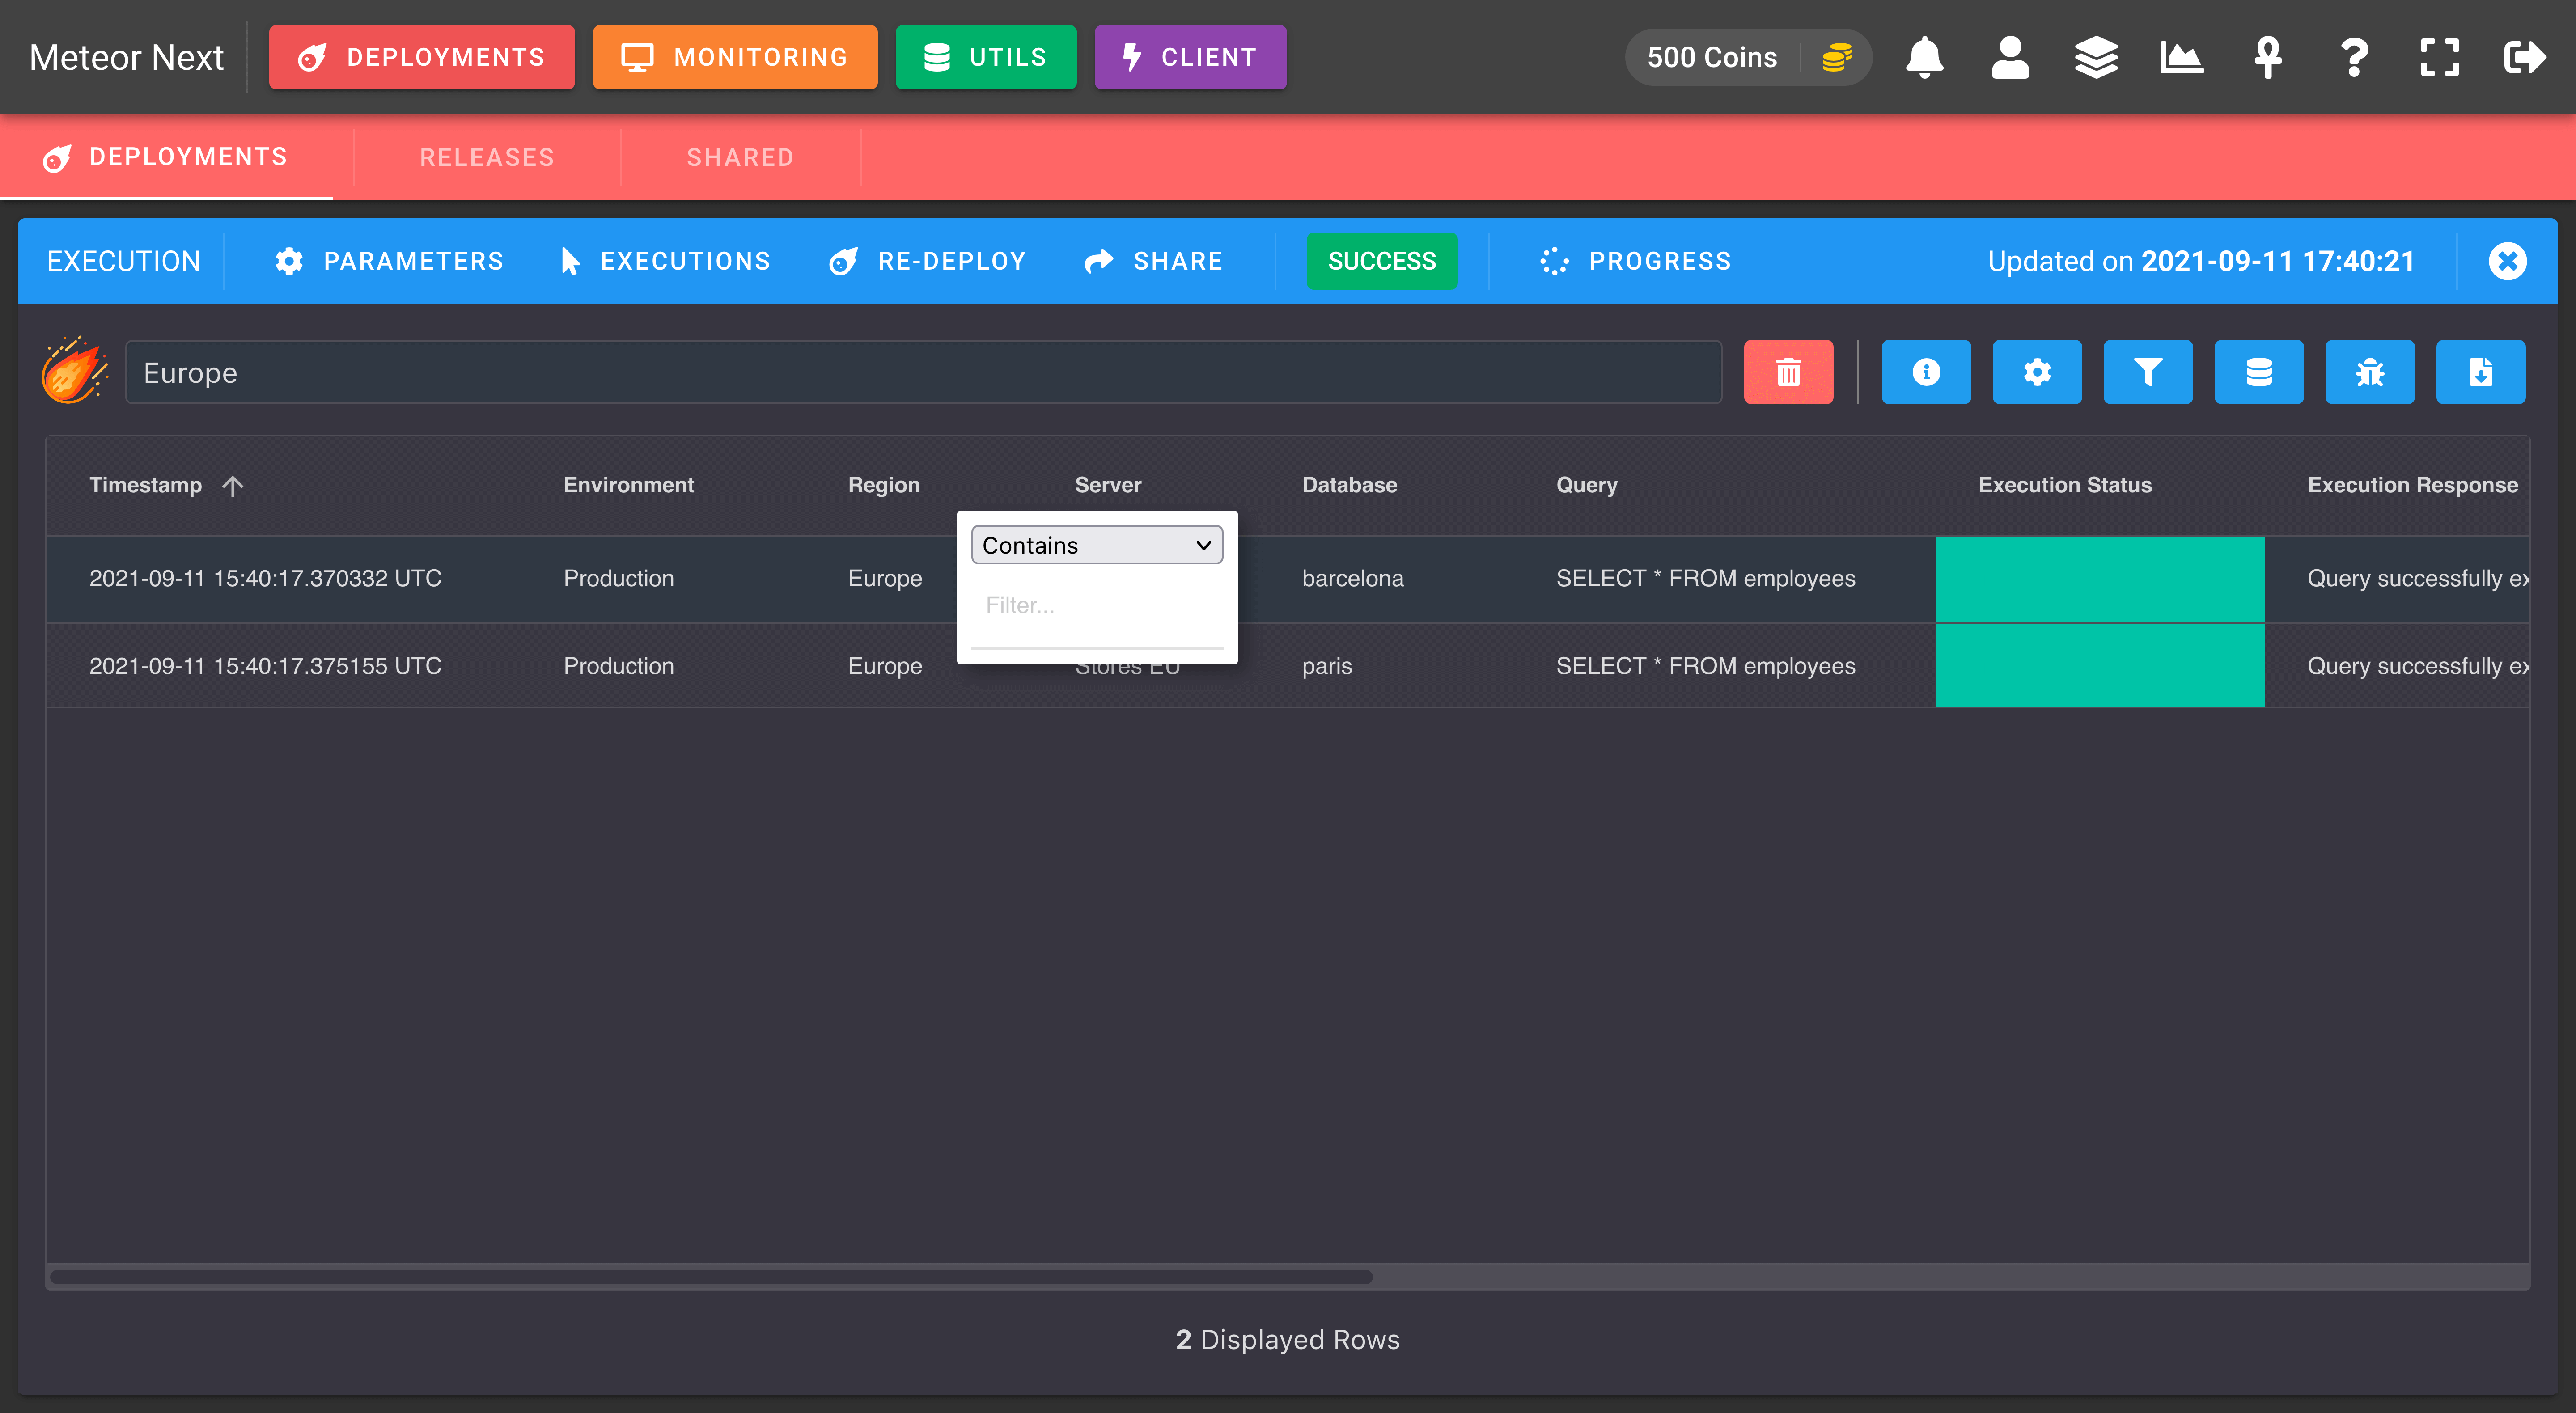 Meteor Next DEPLOYMENTS MONITORING UTILS CLIENT 500 Coins
DEPLOYMENTS RELEASES SHARED
EXECUTION PARAMETERS EXECUTIONS RE-DEPLOY SHARE SUCCESS PROGRESS Updated on 2021-09-11 17:40:21
Europe
Timestamp Environment Region Server Database Query Execution Status Execution Response
Contains
2021-09-11 15:40:17.370332 UTC Production Europe barcelona SELECT * FROM employees Query successfully ex
Filter...
2021-09-11 15:40:17.375155 UTC Production Europe Stores EU paris SELECT * FROM employees Query successfully ex
2 Displayed Rows